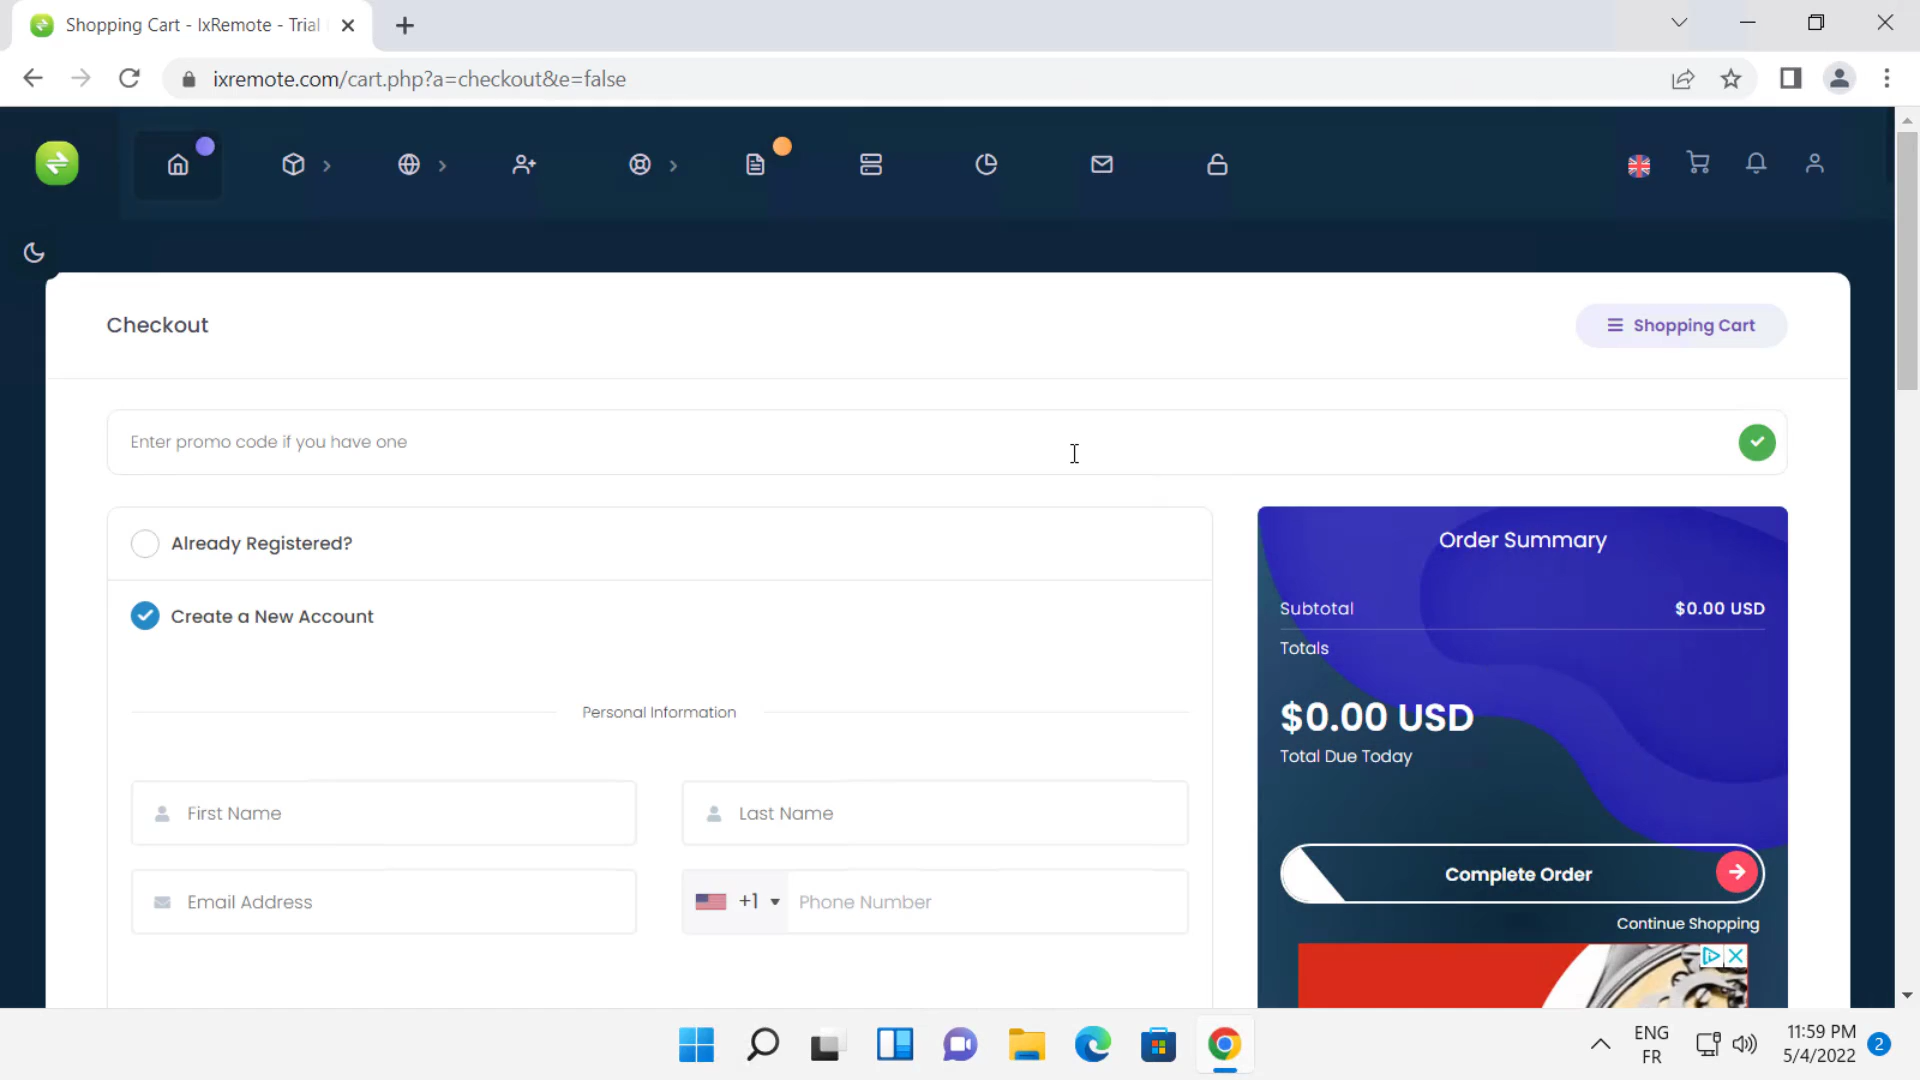 Shopping Cart - IxRemote - Trial
ixremote.com/cart.php?a=checkout&e=false
Checkout
Shopping Cart
Enter promo code if you have one
Already Registered?
Create a New Account
Personal Information
First Name
Last Name
Email Address
+1
Phone Number
Order Summary
Subtotal
$0.00 USD
Totals
$0.00 USD
Total Due Today
Complete Order
Continue Shopping
ENG
FR
11:59 PM
5/4/2022
2